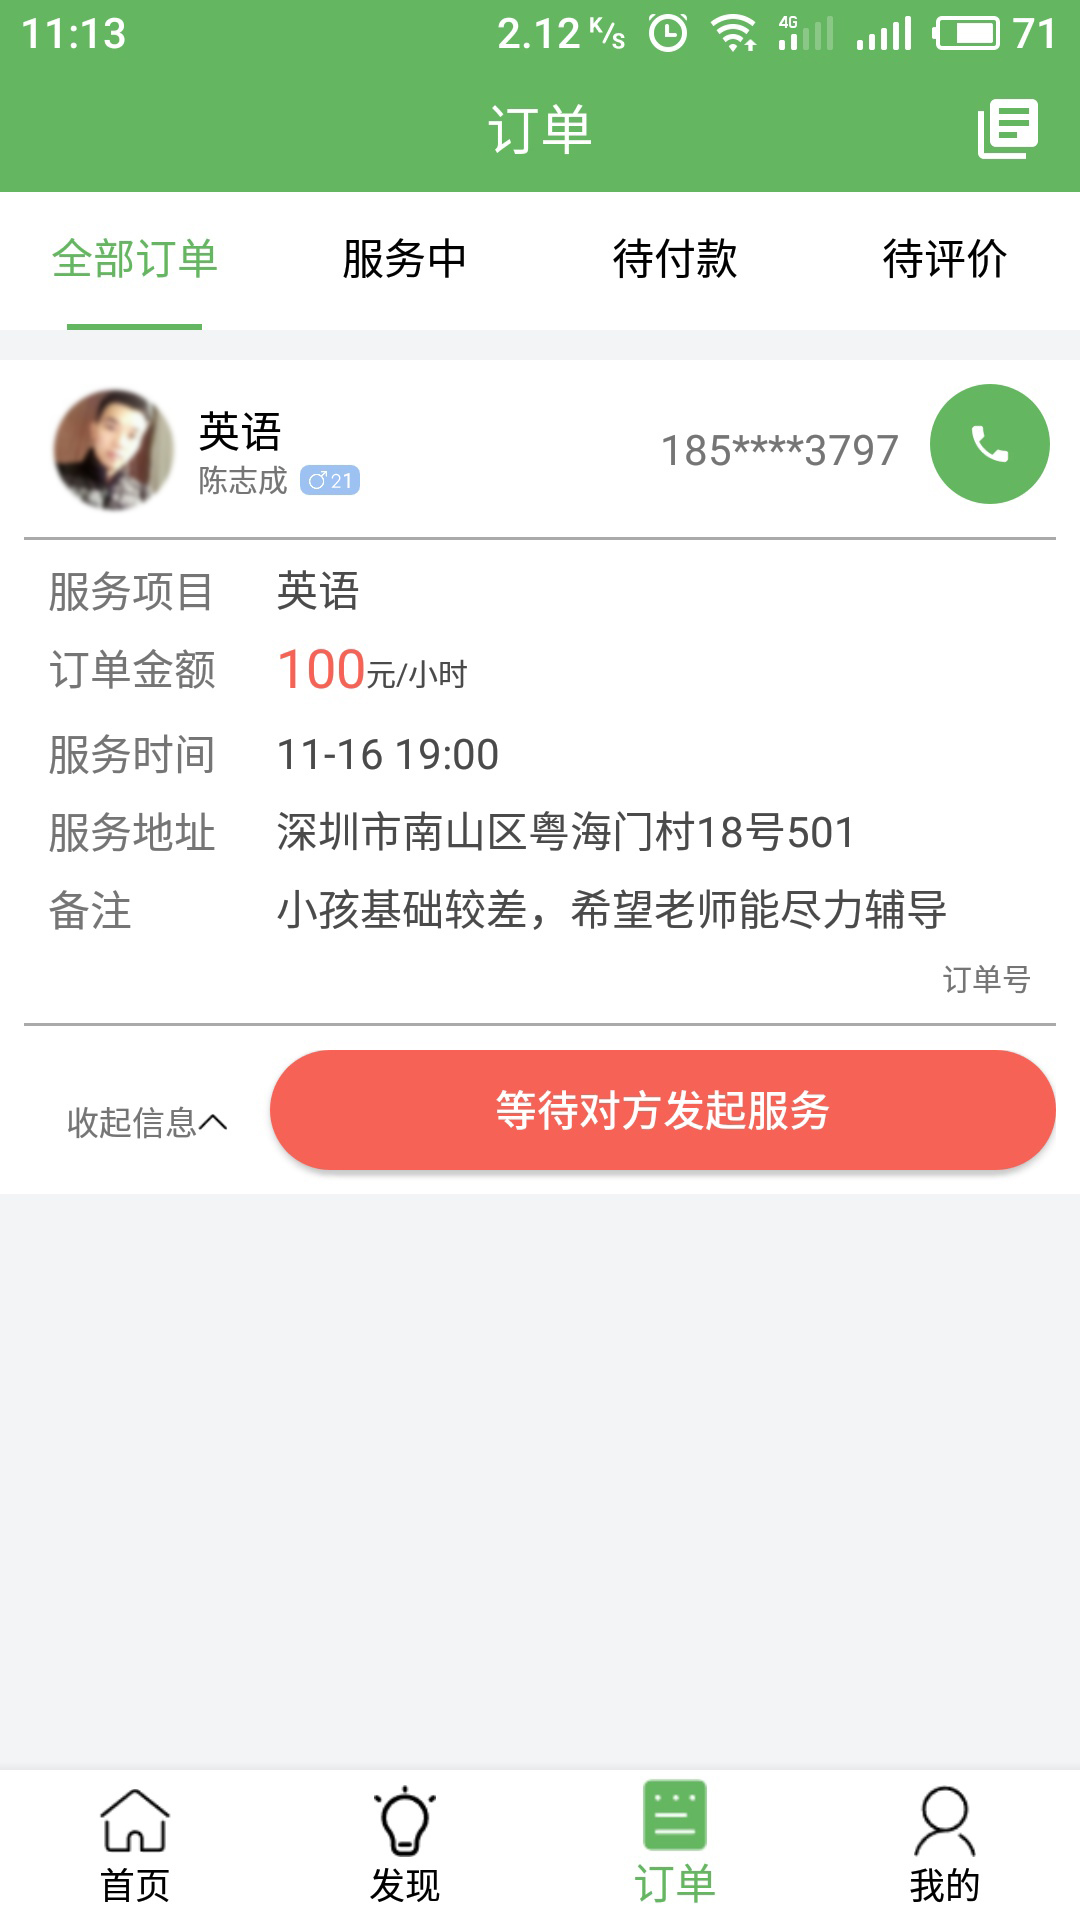 11:13 2.12 K/s 4G 71
订单
全部订单 服务中 待付款 待评价
英语
185****3797
陈志成 ♂21
服务项目 英语
订单金额 100元/小时
服务时间 11-16 19:00
服务地址 深圳市南山区粤海门村18号501
备注 小孩基础较差，希望老师能尽力辅导
订单号
收起信息 等待对方发起服务
首页 发现 订单 我的